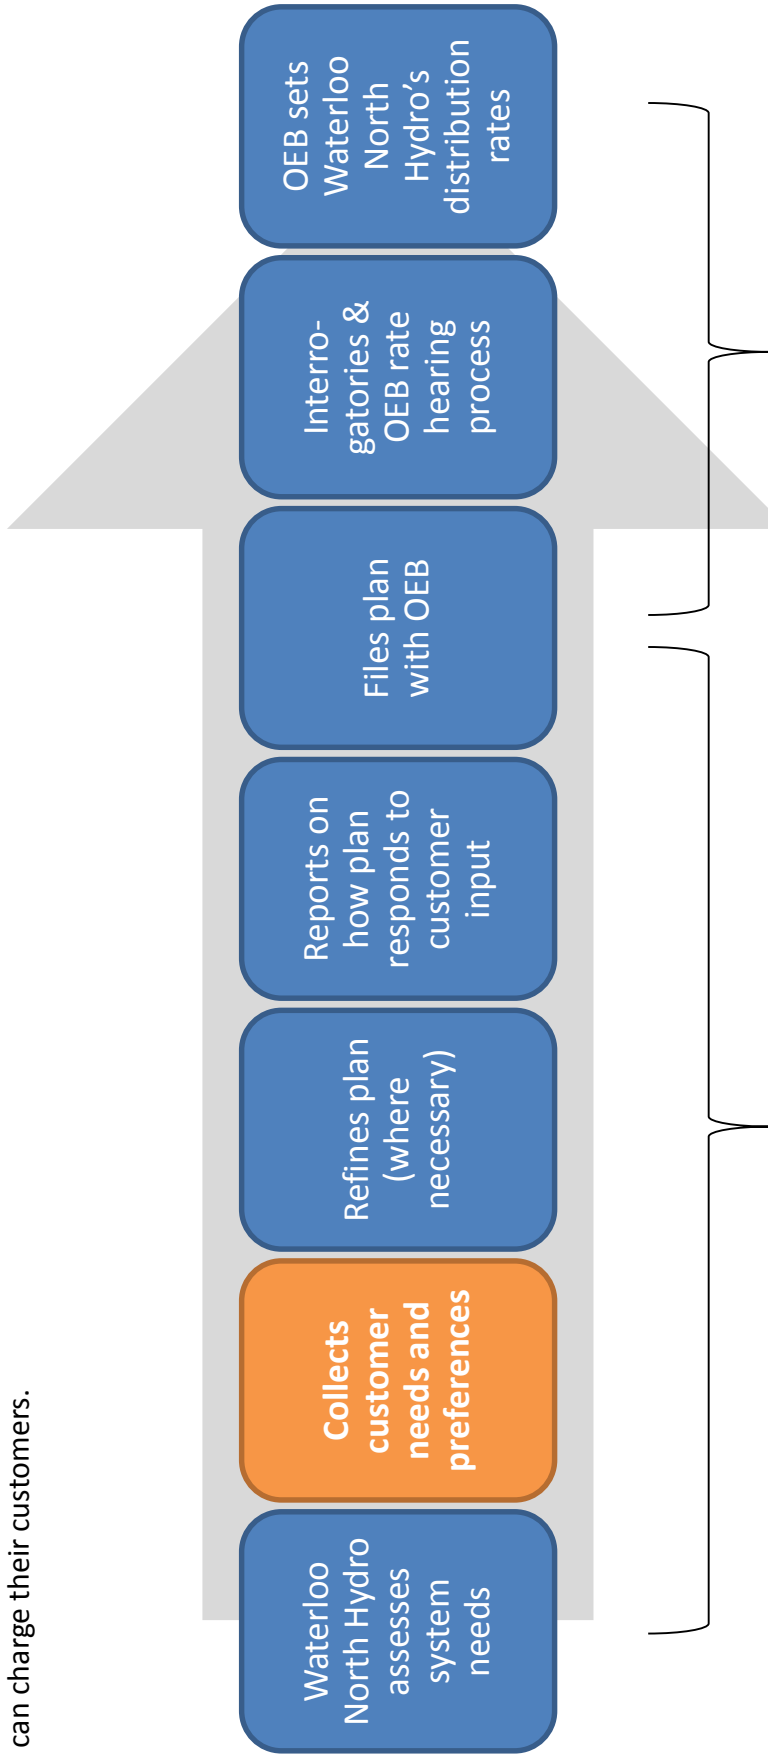 can charge their customers.
Waterloo
North Hydro
assesses
system
needs
Collects
customer
needs and
preferences
Refines plan
(where
necessary)
Reports on
how plan
responds to
customer
input
Files plan
with OEB
Interro-
gatories &
OEB rate
hearing
process
OEB sets
Waterloo
North
Hydro’s
distribution
rates